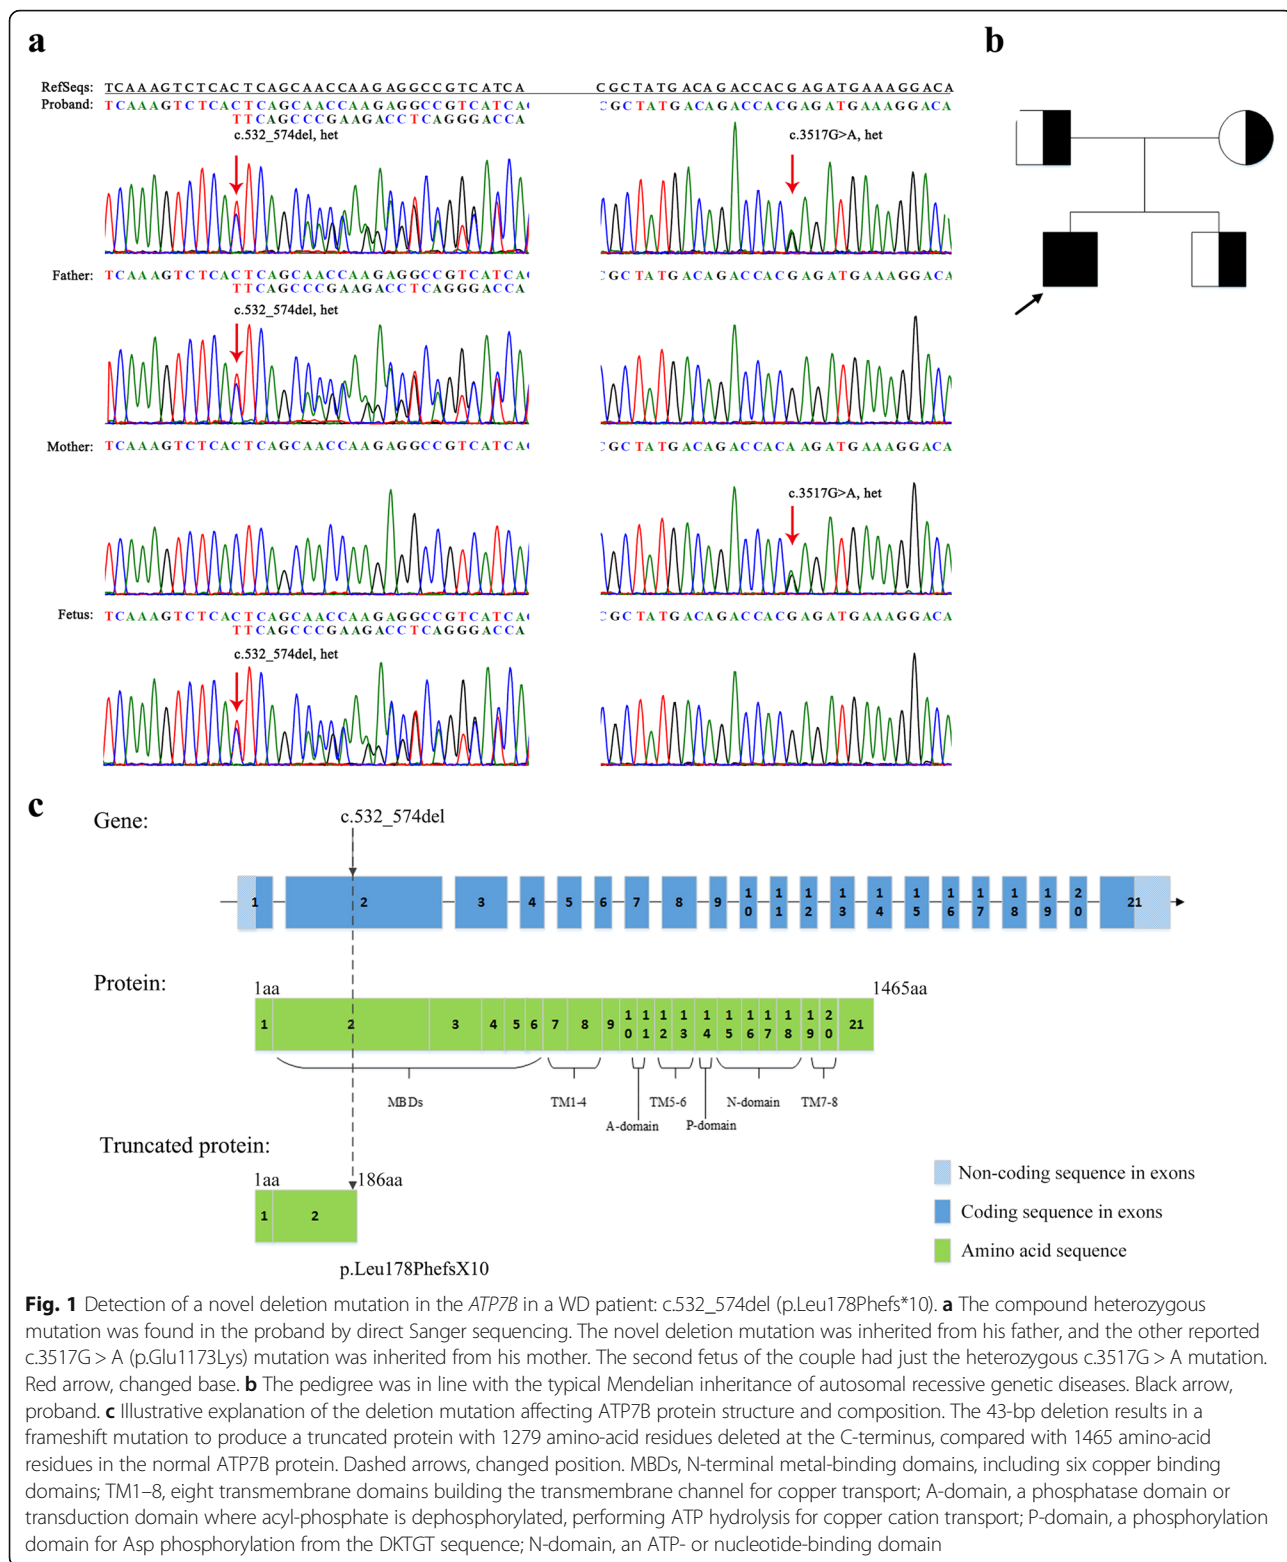 a
b
RefSeqs: TCAAAGTCTCACTCAGCAACCAAGAGGCCGTCATCA CGCTATGACAGACCACGAGATGAAAGGACA
Proband: TCAAAGTCTCACTCAGCAACCAAGAGGCCGTCATCA CGCTATGACAGACCACGAGATGAAAGGACA
TTCAGCCCGAAGACCTCAGGGACCA
c.532_574del, het
c.3517G>A, het
Father: TCAAAGTCTCACTCAGCAACCAAGAGGCCGTCATCA CGCTATGACAGACCACGAGATGAAAGGACA
TTCAGCCCGAAGACCTCAGGGACCA
c.532_574del, het
Mother: TCAAAGTCTCACTCAGCAACCAAGAGGCCGTCATCA CGCTATGACAGACCACAAGATGAAAGGACA
c.3517G>A, het
Fetus: TCAAAGTCTCACTCAGCAACCAAGAGGCCGTCATCA CGCTATGACAGACCACGAGATGAAAGGACA
TTCAGCCCGAAGACCTCAGGGACCA
c.532_574del, het
c
Gene:
c.532_574del
1 2 3 4 5 6 7 8 9 10 11 12 13 14 15 16 17 18 19 20 21
Protein:
1aa
1465aa
1 2 3 4 5 6 7 8 9 10 11 12 13 14 15 16 17 18 19 20 21
MBDs TM1-4 A-domain TM5-6 P-domain N-domain TM7-8
Truncated protein:
1aa
186aa
1 2
p.Leu178PhefsX10
Non-coding sequence in exons
Coding sequence in exons
Amino acid sequence
Fig. 1 Detection of a novel deletion mutation in the ATP7B in a WD patient: c.532_574del (p.Leu178Phefs*10). a The compound heterozygous
mutation was found in the proband by direct Sanger sequencing. The novel deletion mutation was inherited from his father, and the other reported
c.3517G > A (p.Glu1173Lys) mutation was inherited from his mother. The second fetus of the couple had just the heterozygous c.3517G > A mutation.
Red arrow, changed base. b The pedigree was in line with the typical Mendelian inheritance of autosomal recessive genetic diseases. Black arrow,
proband. c Illustrative explanation of the deletion mutation affecting ATP7B protein structure and composition. The 43-bp deletion results in a
frameshift mutation to produce a truncated protein with 1279 amino-acid residues deleted at the C-terminus, compared with 1465 amino-acid
residues in the normal ATP7B protein. Dashed arrows, changed position. MBDs, N-terminal metal-binding domains, including six copper binding
domains; TM1–8, eight transmembrane domains building the transmembrane channel for copper transport; A-domain, a phosphatase domain or
transduction domain where acyl-phosphate is dephosphorylated, performing ATP hydrolysis for copper cation transport; P-domain, a phosphorylation
domain for Asp phosphorylation from the DKTGT sequence; N-domain, an ATP- or nucleotide-binding domain